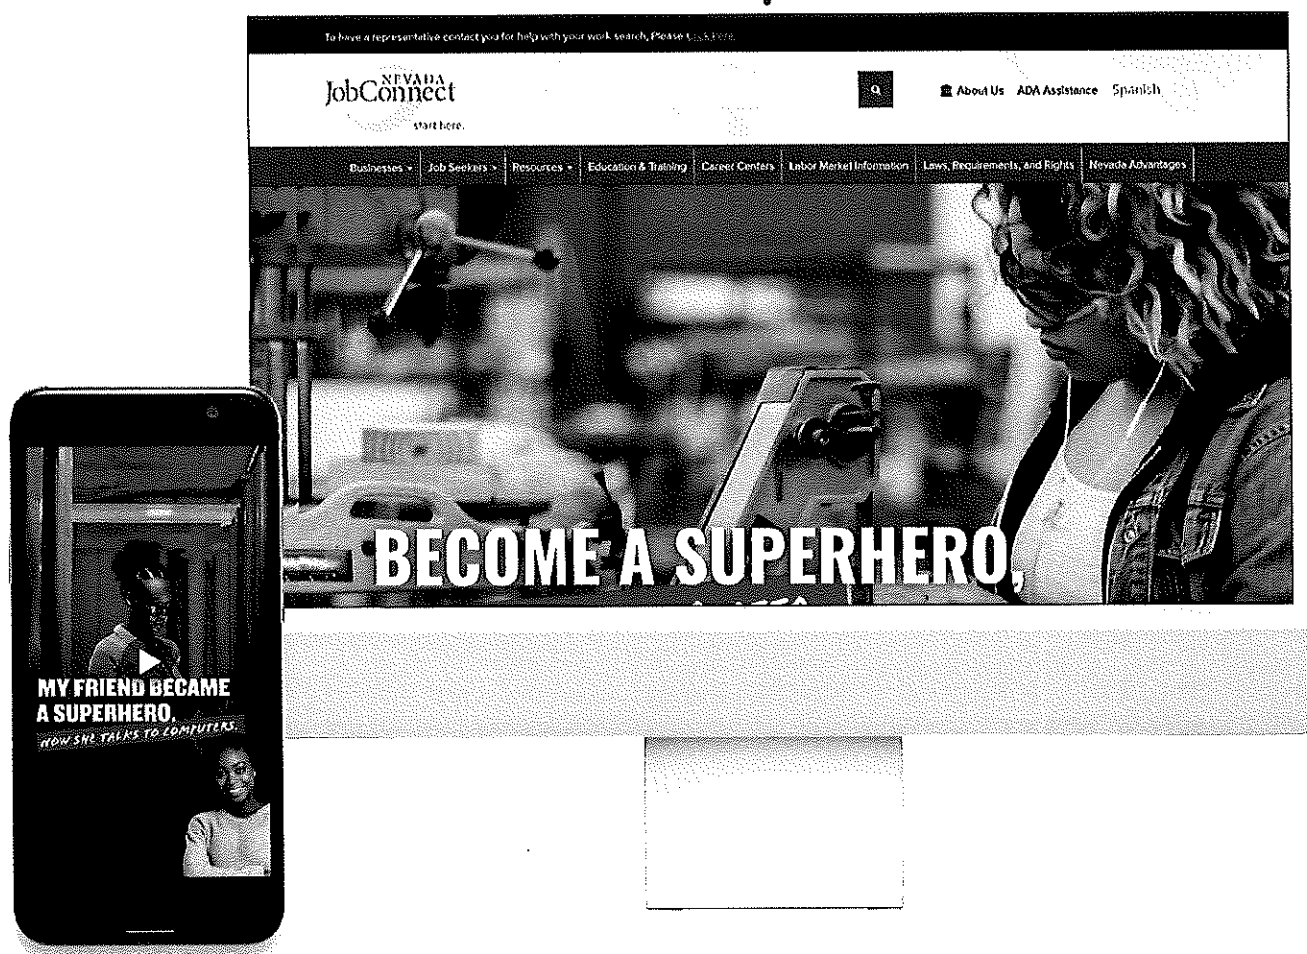 To have a representative contact you for help with your work search, Please Click Here.
NEVADA
JobConnect
start here.
About Us ADA Assistance Spanish
Businesses Job Seekers Resources Education & Training Career Centers Labor Market Information Laws, Requirements, and Rights Nevada Advantages
BECOME A SUPERHERO,
MY FRIEND BECAME
A SUPERHERO.
NOW SHE TALKS TO COMPUTERS.